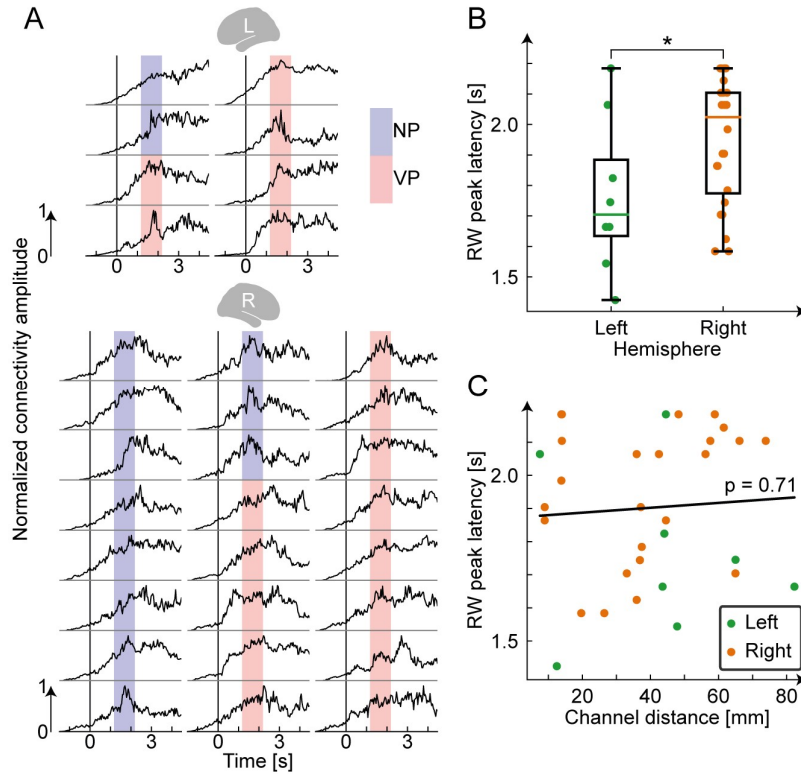 A
L
NP
VP
Normalized connectivity amplitude
1
0
0 3 0 3
R
1
0
0 3 0 3 0 3
Time [s]
B
*
RW peak latency [s]
2.0
1.5
Left Right
Hemisphere
C
RW peak latency [s]
2.0
1.5
p = 0.71
Left
Right
20 40 60 80
Channel distance [mm]